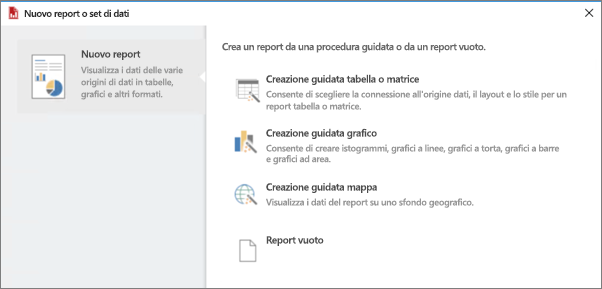 Nuovo report o set di dati
Nuovo report
Visualizza i dati delle varie
origini di dati in tabelle,
grafici e altri formati.
Crea un report da una procedura guidata o da un report vuoto.
Creazione guidata tabella o matrice
Consente di scegliere la connessione all'origine dati, il layout e lo stile per un
report tabella o matrice.
Creazione guidata grafico
Consente di creare istogrammi, grafici a linee, grafici a torta, grafici a barre
e grafici ad area.
Creazione guidata mappa
Visualizza i dati del report su uno sfondo geografico.
Report vuoto